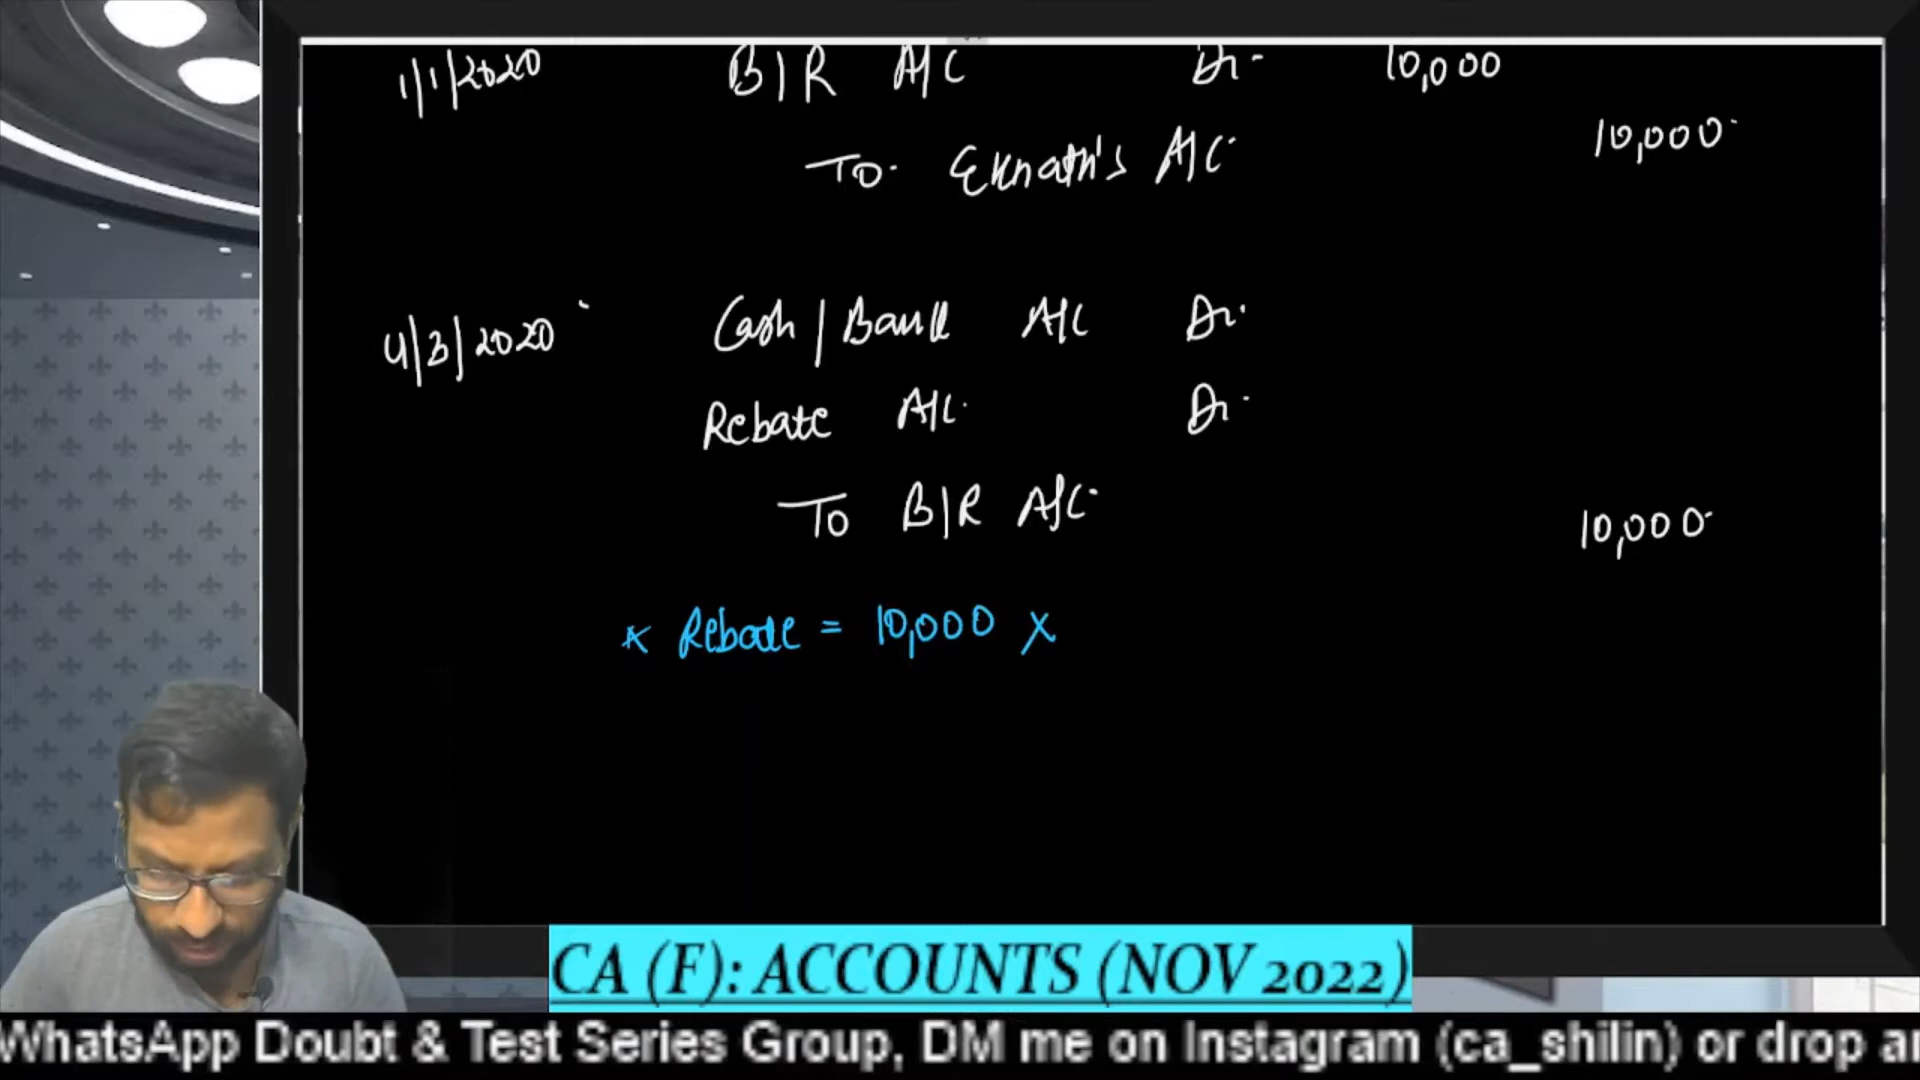 1/1/2020 B/R A/C Dr. 10,000
To Eknath's A/C 10,000
4/3/2020 Cash/Bank A/C Dr.
Rebate A/C Dr.
To B/R A/C 10,000
* Rebate = 10,000 X
CA (F): ACCOUNTS (NOV 2022)
WhatsApp Doubt & Test Series Group, DM me on Instagram (ca_shilin) or drop